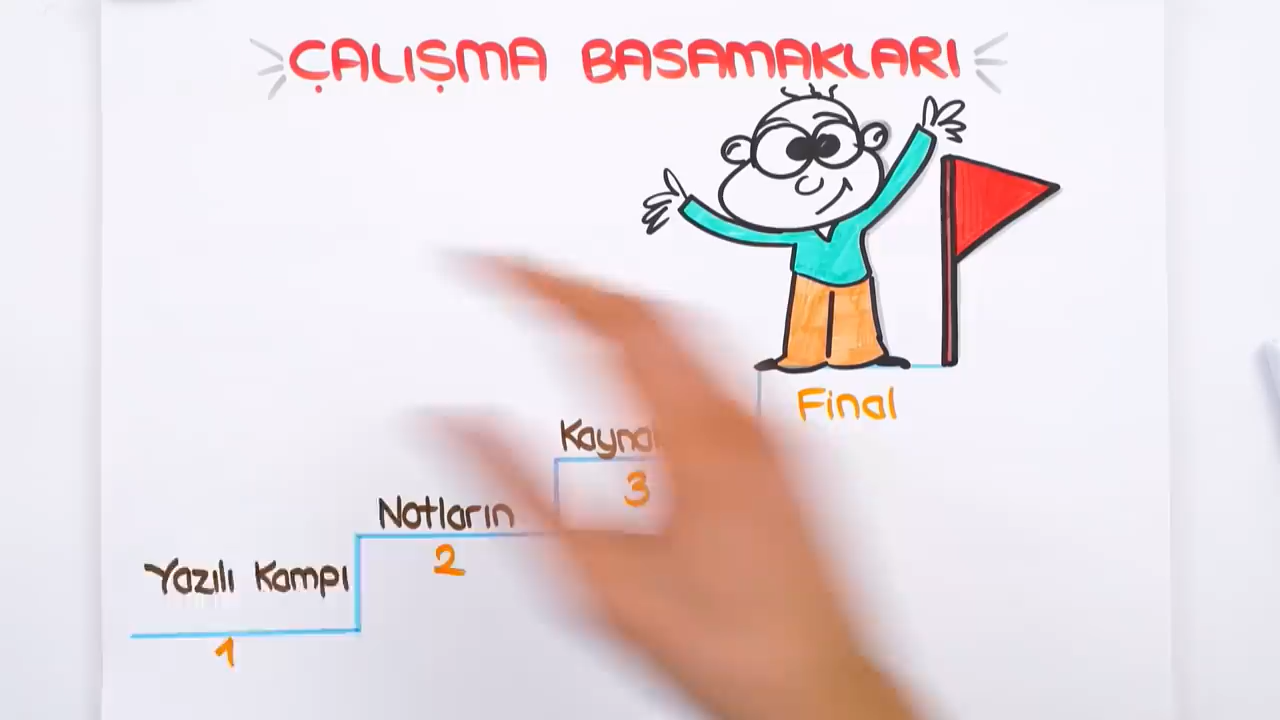 ÇALIŞMA BASAMAKLARI
Final
3
Notların
2
Yazılı Kampı
1